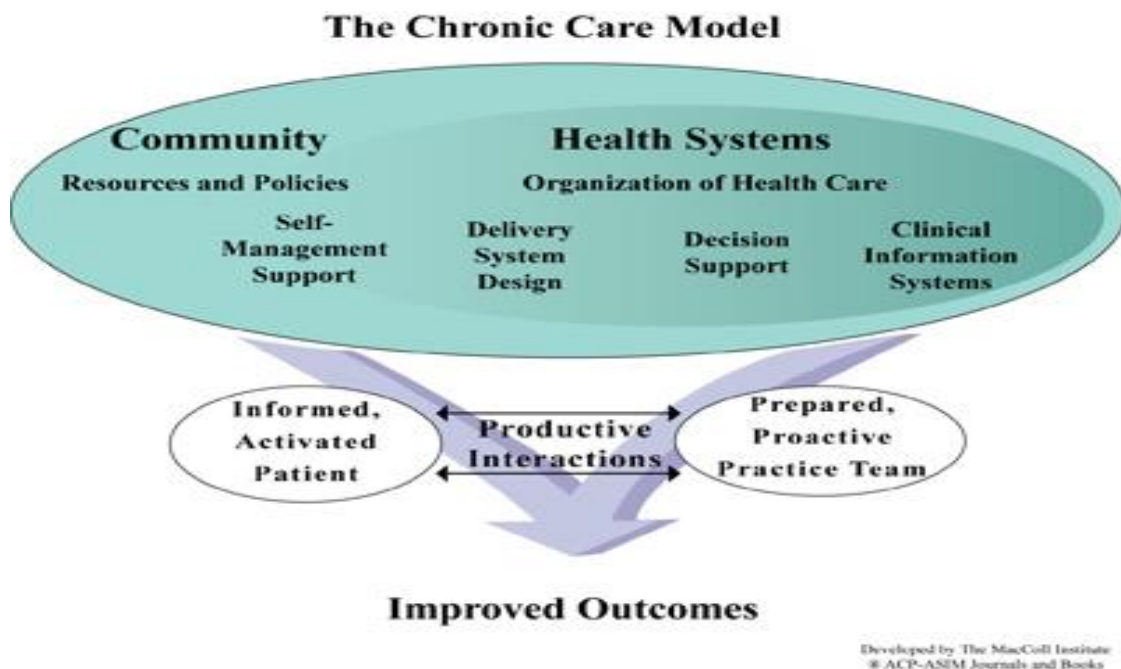 The Chronic Care Model
Community
Health Systems
Resources and Policies
Organization of Health Care
Self-
Management
Support
Delivery
System
Design
Decision
Support
Clinical
Information
Systems
Informed,
Activated
Patient
Productive
Interactions
Prepared,
Proactive
Practice Team
Improved Outcomes
Developed by The MacColl Institute
® ACP-ASIM Journals and Books